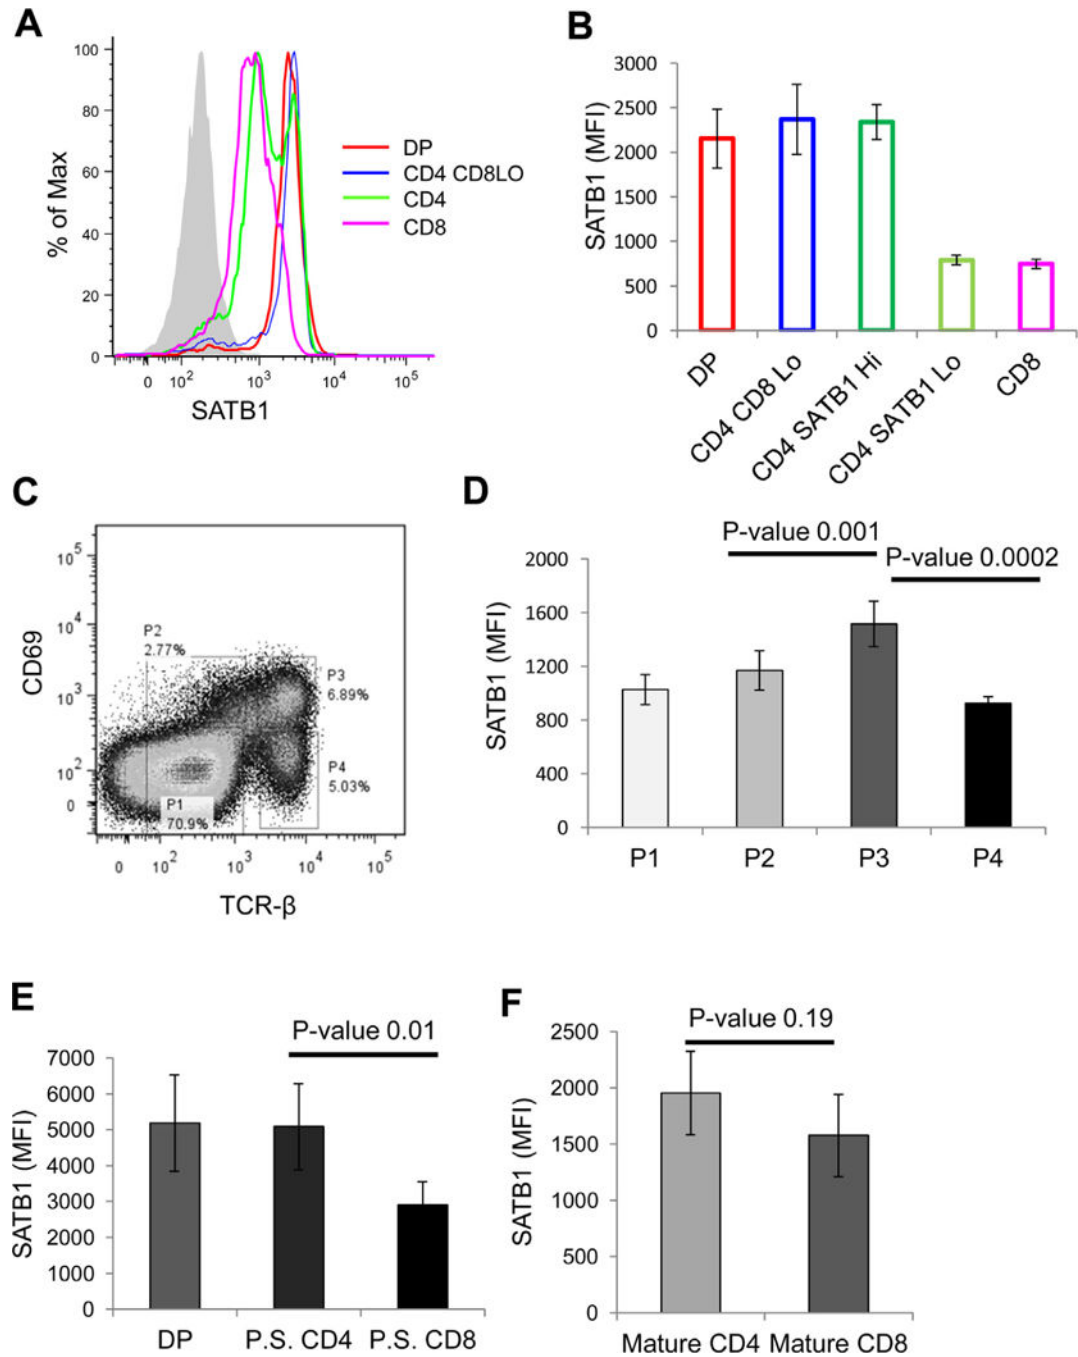 A
100
80
60
40
20
0
% of Max
0 10² 10³ 10⁴ 10⁵
SATB1
DP
CD4 CD8LO
CD4
CD8
B
3000
2500
2000
1500
1000
500
0
SATB1 (MFI)
DP
CD4 CD8 Lo
CD4 SATB1 Hi
CD4 SATB1 Lo
CD8
C
10⁵
10⁴
10³
10²
0
CD69
P2
2.77%
P3
6.89%
P4
5.03%
P1
70.9%
0 10² 10³ 10⁴ 10⁵
TCR-β
D
P-value 0.001
P-value 0.0002
2000
1600
1200
800
400
0
SATB1 (MFI)
P1 P2 P3 P4
E
P-value 0.01
7000
6000
5000
4000
3000
2000
1000
0
SATB1 (MFI)
DP P.S. CD4 P.S. CD8
F
P-value 0.19
2500
2000
1500
1000
500
0
SATB1 (MFI)
Mature CD4 Mature CD8